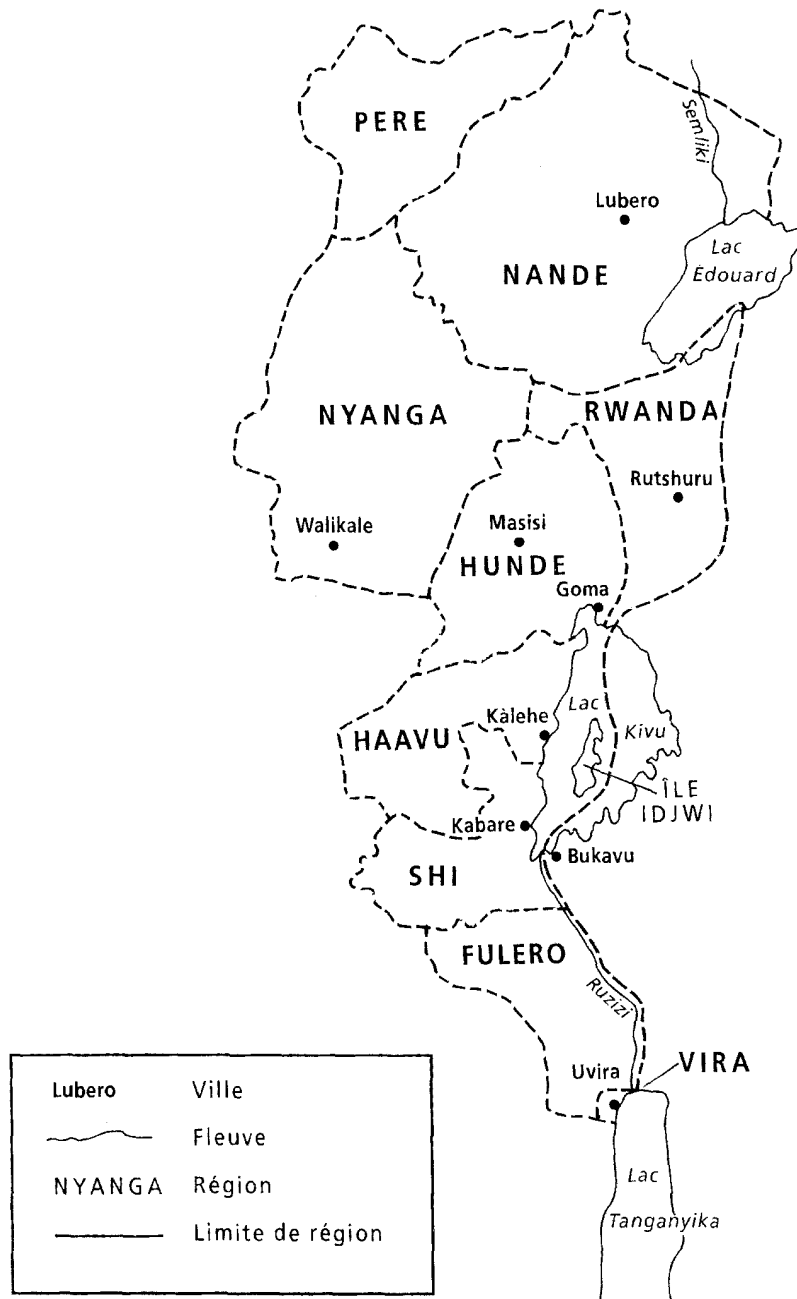 PERE
Semliki
Lubero
Lac
Édouard
NANDE
NYANGA
RWANDA
Rutshuru
Walikale
Masisi
HUNDE
Goma
Kàlehe
Lac
Kivu
HAAVU
ÎLE
IDJWI
Kabare
Bukavu
SHI
FULERO
Ruzizi
Uvira
VIRA
Lac
Tanganyika
Lubero Ville
Fleuve
NYANGA Région
Limite de région